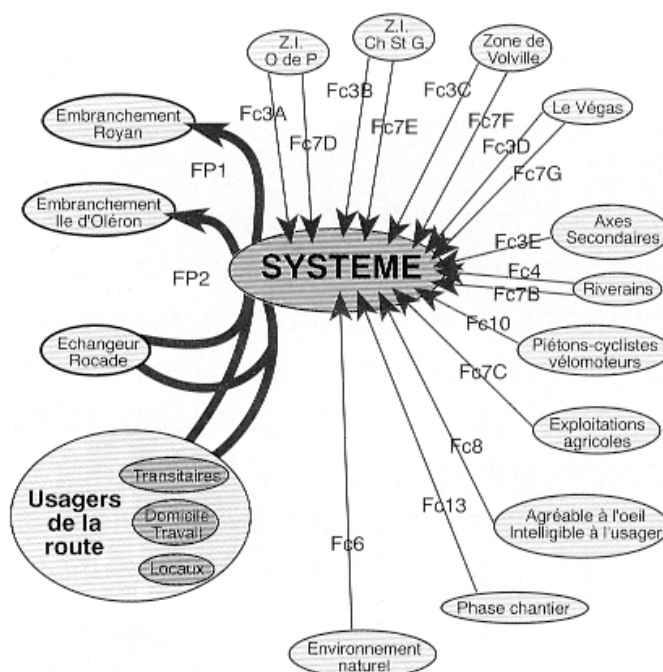 Z.I.
O de P
Z.I.
Ch St G.
Zone de
Volville
Le Végas
Embranchement
Royan
Fc3A
Fc7D
Fc3B
Fc7E
Fc3C
Fc7F
Fc3D
Fc7G
FP1
Embranchement
Ile d'Oléron
Axes
Secondaires
Fc3E
SYSTEME
Fc4
Riverains
Fc7B
FP2
Fc10
Piétons-cyclistes
vélomoteurs
Echangeur
Rocade
Fc7C
Exploitations
agricoles
Fc8
Usagers
de la
route
Transitaires
Domicile
Travail
Locaux
Agréable à l'oeil
Intelligible à l'usager
Fc13
Fc6
Phase chantier
Environnement
naturel